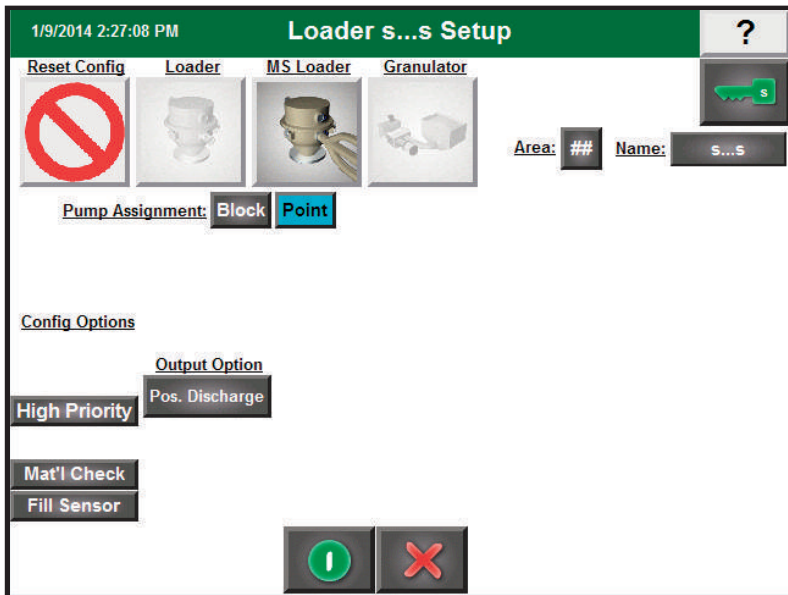 1/9/2014 2:27:08 PM Loader s...s Setup ?
Reset Config Loader MS Loader Granulator
s
Area: ## Name: s...s
Pump Assignment: Block Point
Config Options
Output Option
Pos. Discharge
High Priority
Mat'l Check
Fill Sensor